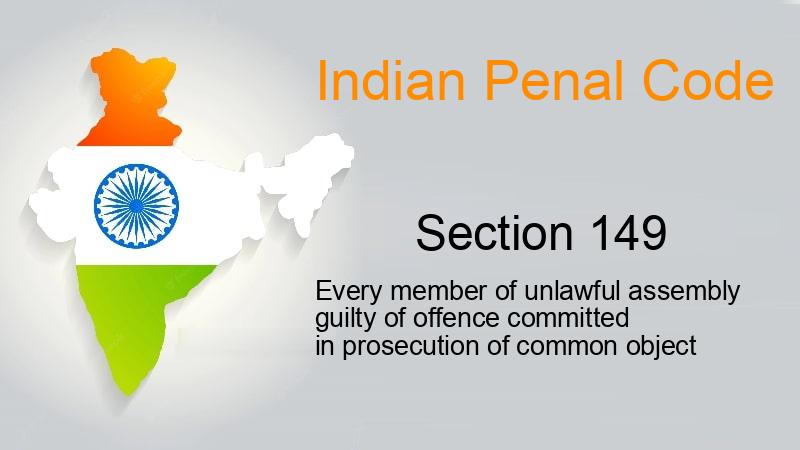 Indian Penal Code
Section 149
Every member of unlawful assembly
guilty of offence committed
in prosecution of common object